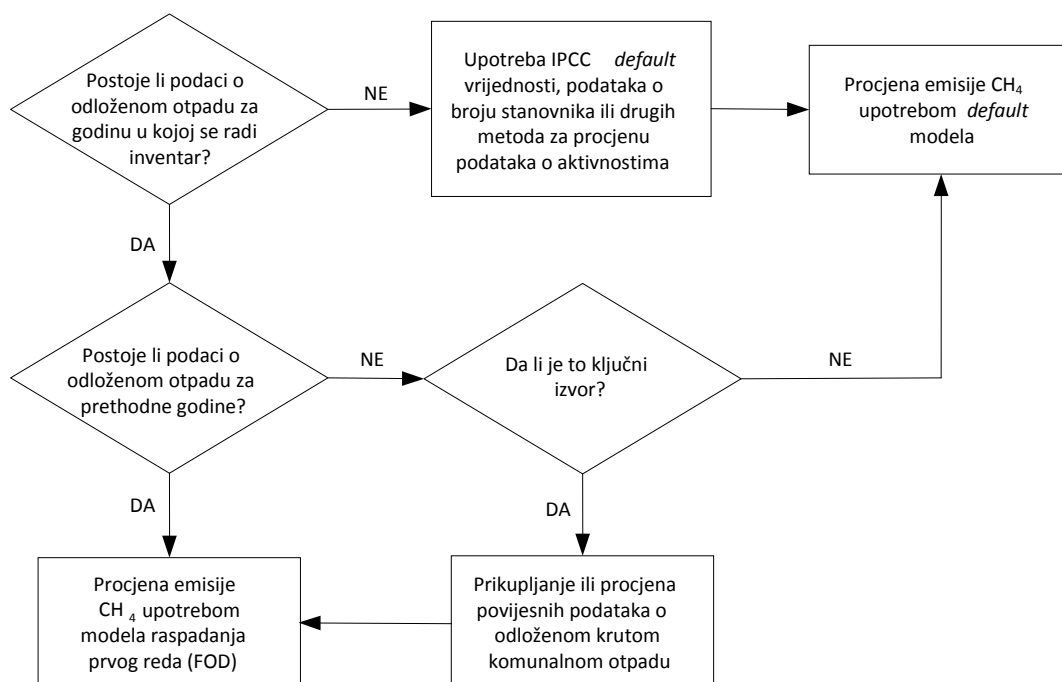 Postoje li podaci o
odloženom otpadu za
godinu u kojoj se radi
inventar?
NE
Upotreba IPCC default
vrijednosti, podataka o
broju stanovnika ili drugih
metoda za procjenu
podataka o aktivnostima
Procjena emisije CH₄
upotrebom default
modela
DA
Postoje li podaci o
odloženom otpadu za
prethodne godine?
NE
Da li je to ključni
izvor?
NE
DA
DA
Procjena emisije
CH ₄ upotrebom
modela raspadanja
prvog reda (FOD)
Prikupljanje ili procjena
povijesnih podataka o
odloženom krutom
komunalnom otpadu